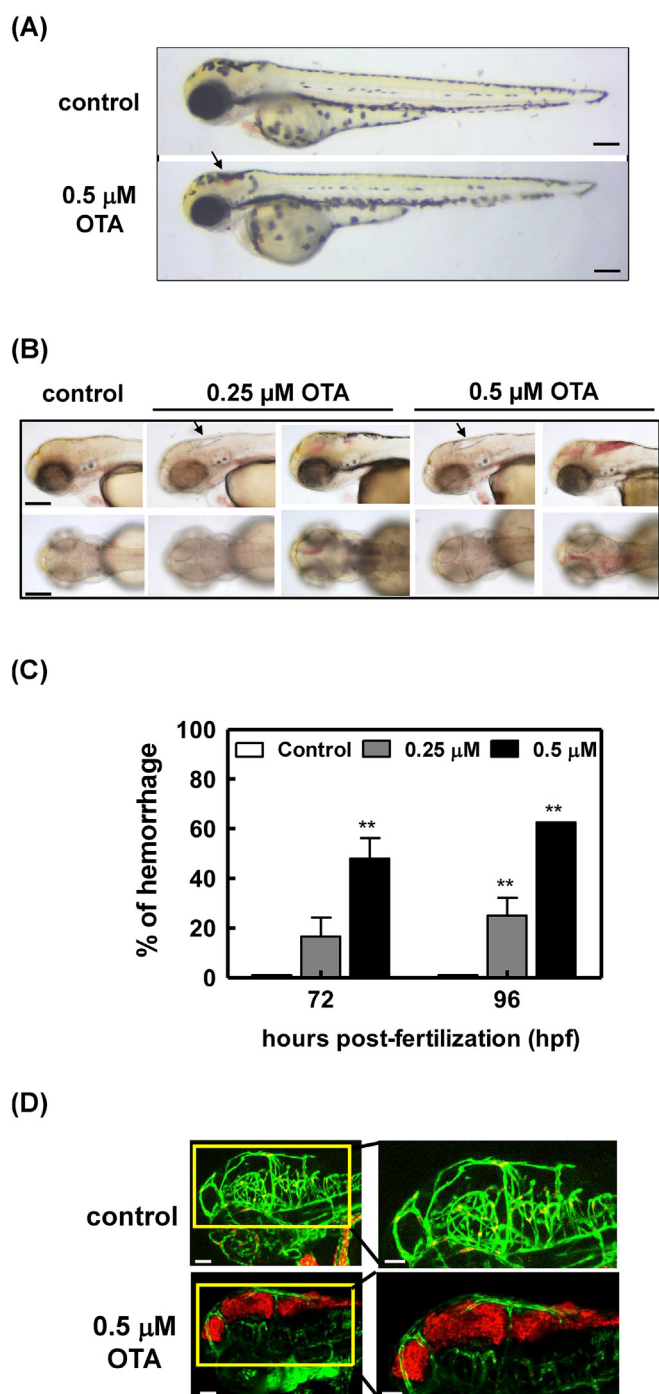 (A)
control
0.5 μM
OTA
(B)
control 0.25 μM OTA 0.5 μM OTA
(C)
100
80
60
40
20
0
% of hemorrhage
Control 0.25 μM 0.5 μM
**
**
**
72 96
hours post-fertilization (hpf)
(D)
control
0.5 μM
OTA